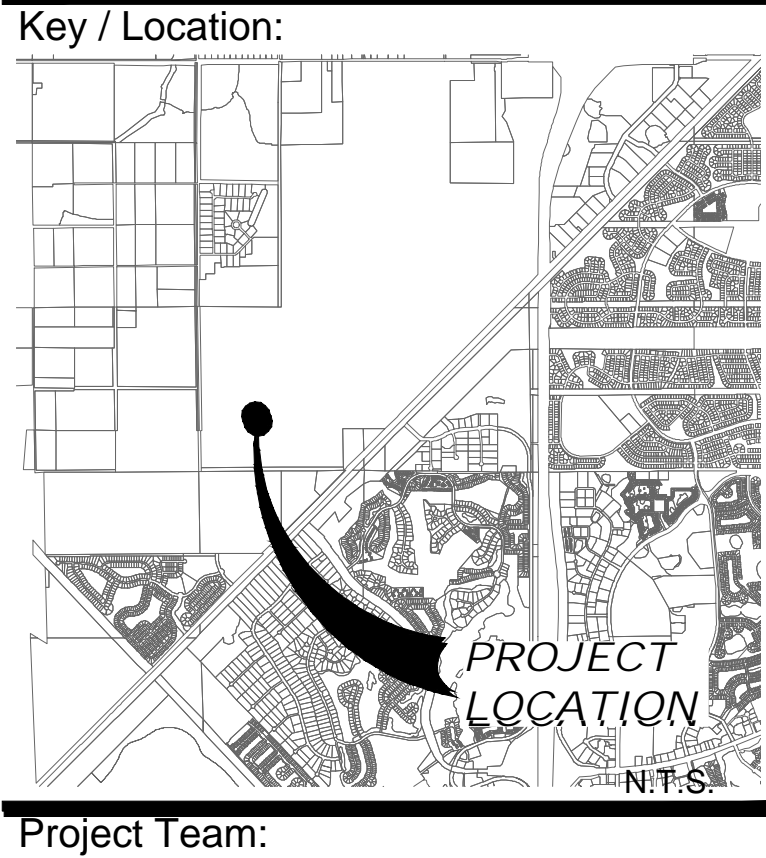 Key / Location:
PROJECT
LOCATION
N.T.S.
Project Team: